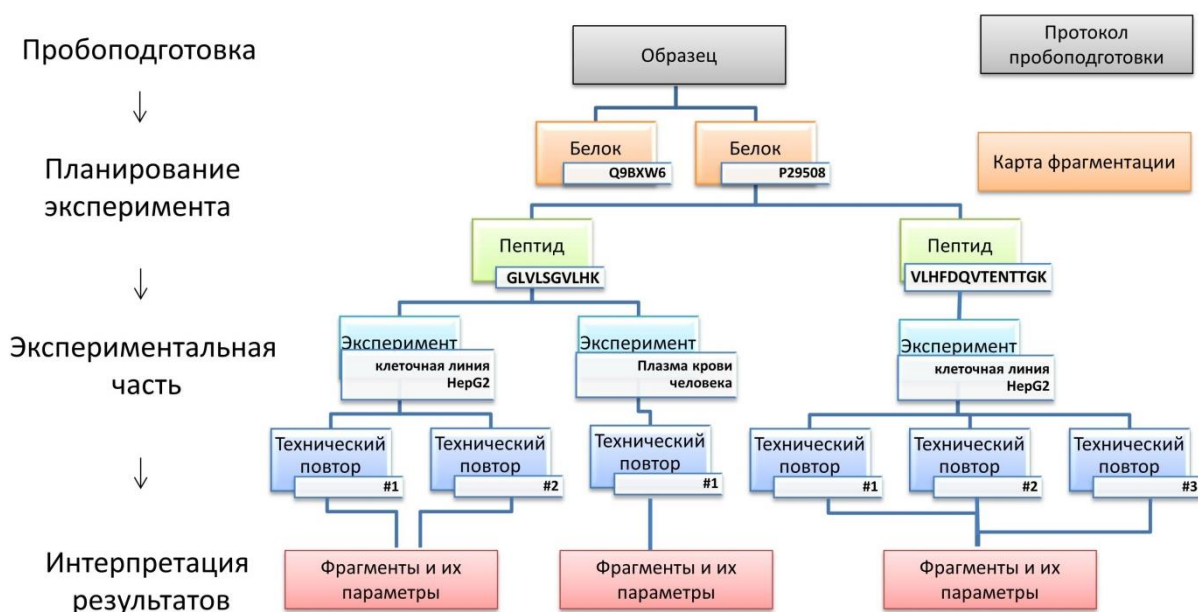 Пробоподготовка
Образец
Протокол
пробоподготовки
Белок
Q9BXW6
Белок
P29508
Карта фрагментации
Планирование
эксперимента
Пептид
GLVLSGVLHK
Пептид
VLHFDQVTENTTGK
Экспериментальная
часть
Эксперимент
клеточная линия
HepG2
Эксперимент
Плазма крови
человека
Эксперимент
клеточная линия
HepG2
Технический
повтор
#1
Технический
повтор
#2
Технический
повтор
#1
Технический
повтор
#1
Технический
повтор
#2
Технический
повтор
#3
Интерпретация
результатов
Фрагменты и их
параметры
Фрагменты и их
параметры
Фрагменты и их
параметры